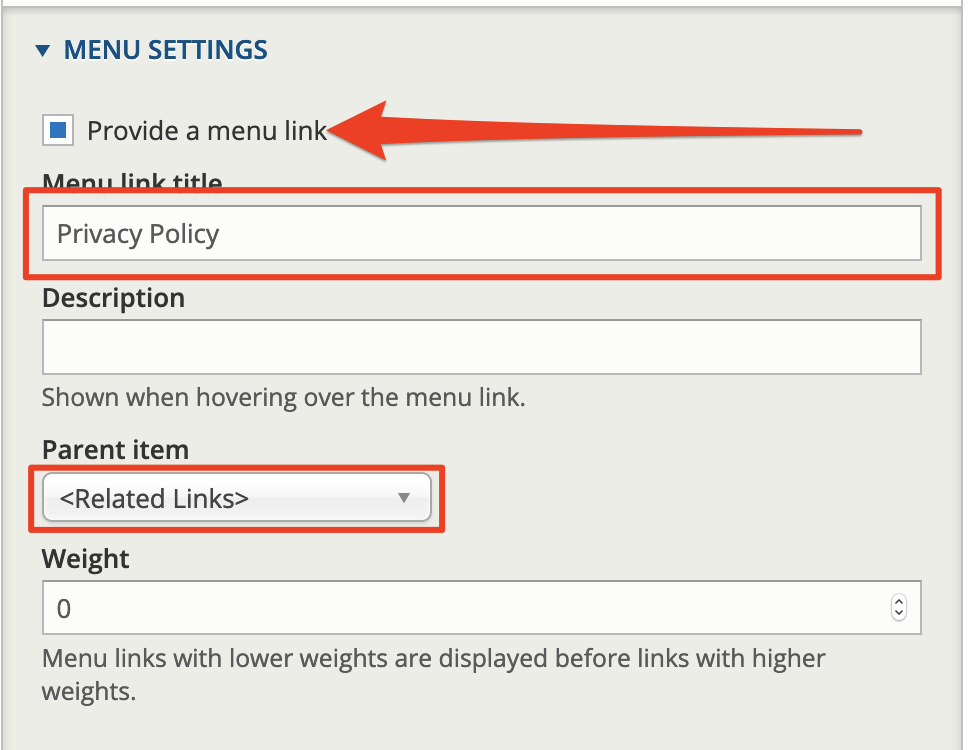 MENU SETTINGS
Provide a menu link
Menu link title
Privacy Policy
Description
Shown when hovering over the menu link.
Parent item
<Related Links>
Weight
0
Menu links with lower weights are displayed before links with higher
weights.